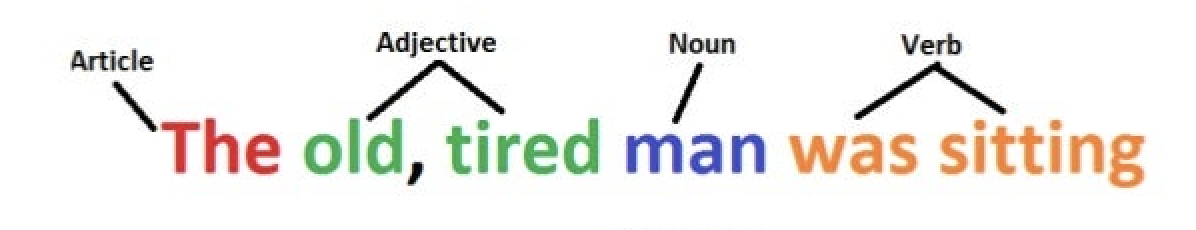 Article Adjective Noun Verb
The old, tired man was sitting